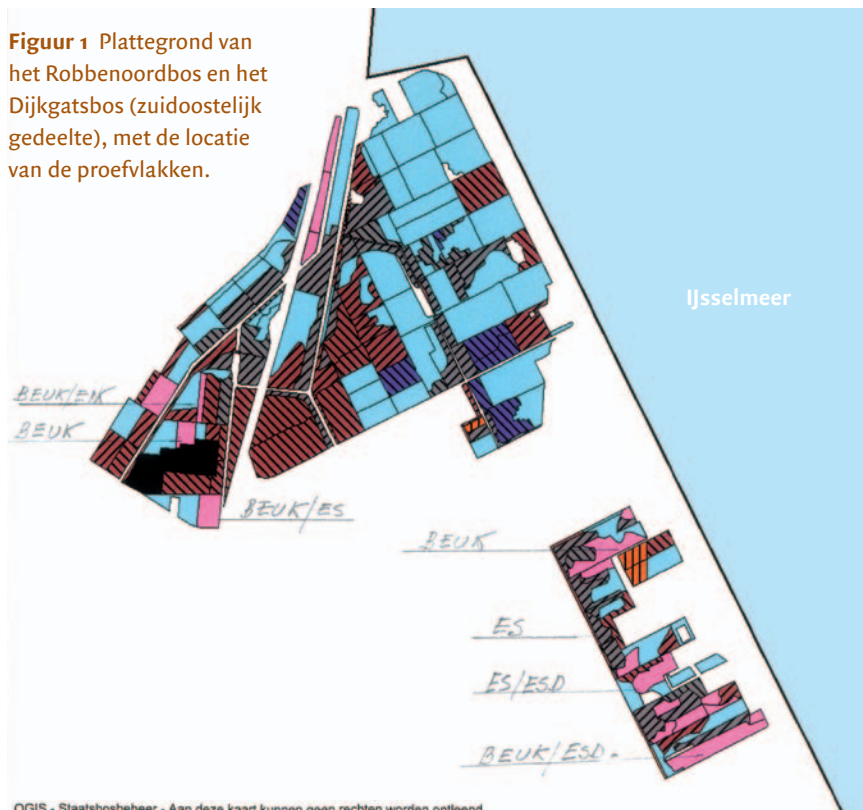 Figuur 1 Plattegrond van
het Robbenoordbos en het
Dijkgatsbos (zuidoostelijk
gedeelte), met de locatie
van de proefvlakken.
IJsselmeer
BEUK/EIK
BEUK
BEUK/ES
BEUK
ES
ES/ESD
BEUK/ESD.
OGIS - Staatsbosbeheer - Aan deze kaart kunnen geen rechten worden ontleend